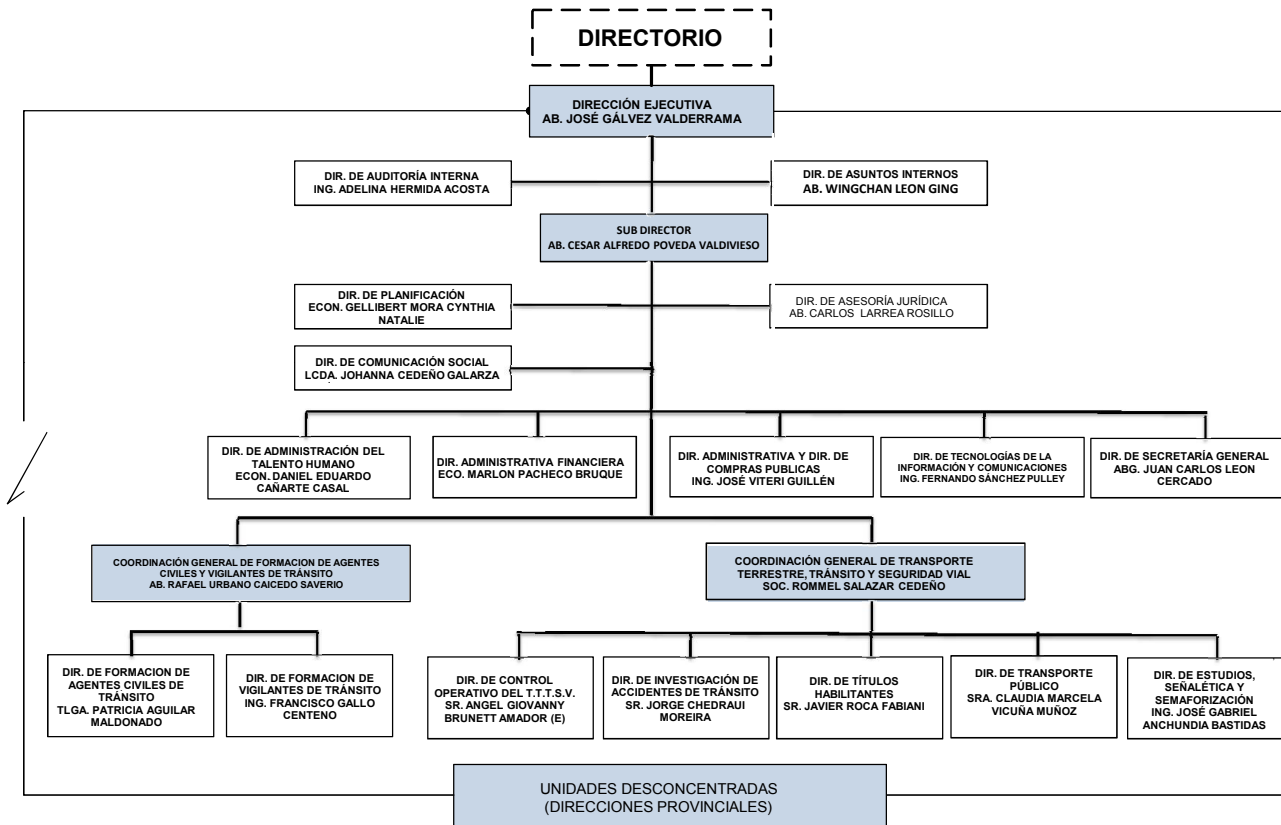 DIRECTORIO
DIRECCIÓN EJECUTIVA
AB. JOSÉ GÁLVEZ VALDERRAMA
DIR. DE AUDITORÍA INTERNA
ING. ADELINA HERMIDA ACOSTA
DIR. DE ASUNTOS INTERNOS
AB. WINGCHAN LEON GING
SUB DIRECTOR
AB. CESAR ALFREDO POVEDA VALDIVIESO
DIR. DE PLANIFICACIÓN
ECON. GELLIBERT MORA CYNTHIA
NATALIE
DIR. DE ASESORÍA JURÍDICA
AB. CARLOS LARREA ROSILLO
DIR. DE COMUNICACIÓN SOCIAL
LCDA. JOHANNA CEDEÑO GALARZA
DIR. DE ADMINISTRACIÓN DEL
TALENTO HUMANO
ECON. DANIEL EDUARDO
CAÑARTE CASAL
DIR. ADMINISTRATIVA FINANCIERA
ECO. MARLON PACHECO BRUQUE
DIR. ADMINISTRATIVA Y DIR. DE
COMPRAS PUBLICAS
ING. JOSÉ VITERI GUILLÉN
DIR. DE TECNOLOGÍAS DE LA
INFORMACIÓN Y COMUNICACIONES
ING. FERNANDO SÁNCHEZ PULLEY
DIR. DE SECRETARÍA GENERAL
ABG. JUAN CARLOS LEON
CERCADO
COORDINACIÓN GENERAL DE FORMACION DE AGENTES
CIVILES Y VIGILANTES DE TRÁNSITO
AB. RAFAEL URBANO CAICEDO SAVERIO
COORDINACIÓN GENERAL DE TRANSPORTE
TERRESTRE, TRÁNSITO Y SEGURIDAD VIAL
SOC. ROMMEL SALAZAR CEDEÑO
DIR. DE FORMACION DE
AGENTES CIVILES DE
TRÁNSITO
TLGA. PATRICIA AGUILAR
MALDONADO
DIR. DE FORMACION DE
VIGILANTES DE TRÁNSITO
ING. FRANCISCO GALLO
CENTENO
DIR. DE CONTROL
OPERATIVO DEL T.T.T.S.V.
SR. ANGEL GIOVANNY
BRUNETT AMADOR (E)
DIR. DE INVESTIGACIÓN DE
ACCIDENTES DE TRÁNSITO
SR. JORGE CHEDRAUI
MOREIRA
DIR. DE TÍTULOS
HABILITANTES
SR. JAVIER ROCA FABIANI
DIR. DE TRANSPORTE
PÚBLICO
SRA. CLAUDIA MARCELA
VICUÑA MUÑOZ
DIR. DE ESTUDIOS,
SEÑALÉTICA Y
SEMAFORIZACIÓN
ING. JOSÉ GABRIEL
ANCHUNDIA BASTIDAS
UNIDADES DESCONCENTRADAS
(DIRECCIONES PROVINCIALES)